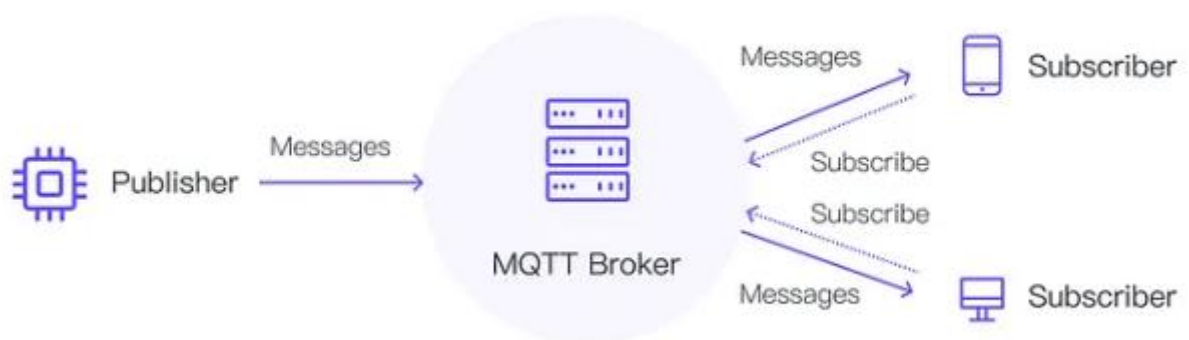 Publisher
Messages
MQTT Broker
Messages
Subscribe
Subscriber
Subscribe
Messages
Subscriber